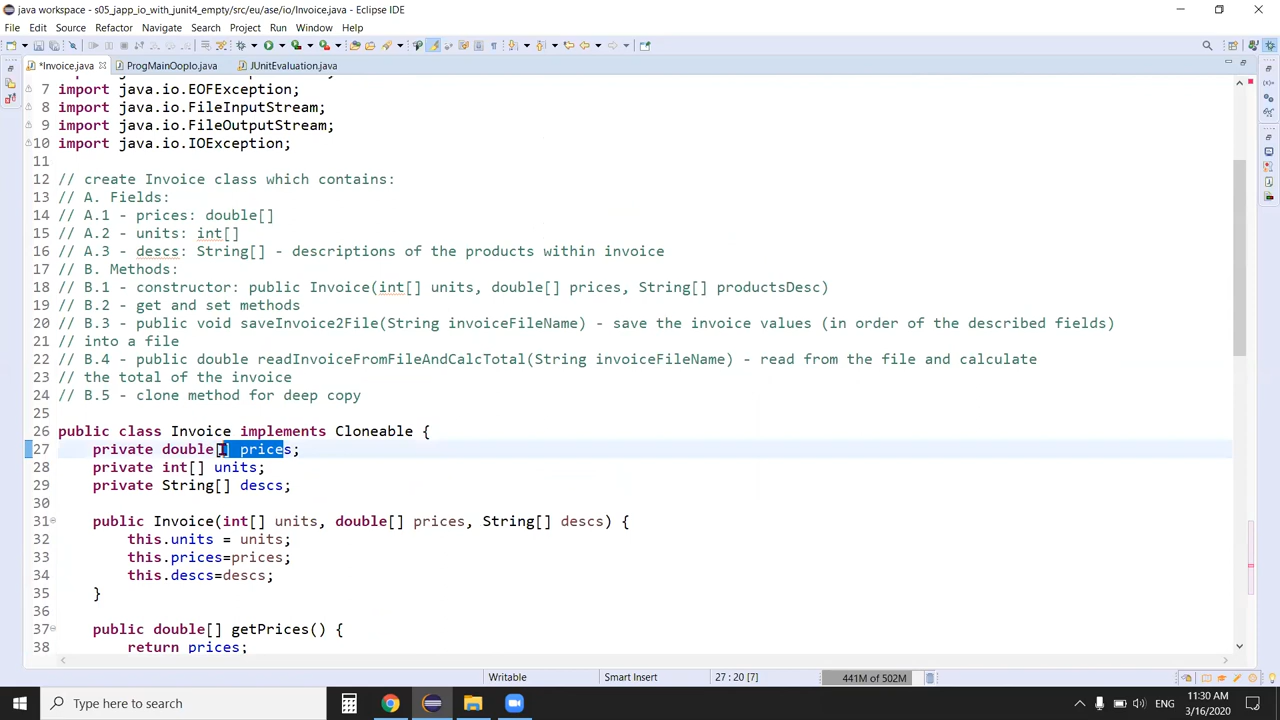 java workspace - s05_japp_io_with_junit4_empty/src/eu/ase/io/Invoice.java - Eclipse IDE
File Edit Source Refactor Navigate Search Project Run Window Help
*Invoice.java ProgMainOopIo.java JUnitEvaluation.java
7 import java.io.EOFException;
8 import java.io.FileInputStream;
9 import java.io.FileOutputStream;
10 import java.io.IOException;
11
12 // create Invoice class which contains:
13 // A. Fields:
14 // A.1 - prices: double[]
15 // A.2 - units: int[]
16 // A.3 - descs: String[] - descriptions of the products within invoice
17 // B. Methods:
18 // B.1 - constructor: public Invoice(int[] units, double[] prices, String[] productsDesc)
19 // B.2 - get and set methods
20 // B.3 - public void saveInvoice2File(String invoiceFileName) - save the invoice values (in order of the described fields)
21 // into a file
22 // B.4 - public double readInvoiceFromFileAndCalcTotal(String invoiceFileName) - read from the file and calculate
23 // the total of the invoice
24 // B.5 - clone method for deep copy
25
26 public class Invoice implements Cloneable {
27 private double[] prices;
28 private int[] units;
29 private String[] descs;
30
31 public Invoice(int[] units, double[] prices, String[] descs) {
32 this.units = units;
33 this.prices=prices;
34 this.descs=descs;
35 }
36
37 public double[] getPrices() {
38 return prices;
Writable Smart Insert 27 : 20 [7] 441M of 502M
Type here to search ENG 11:30 AM
3/16/2020